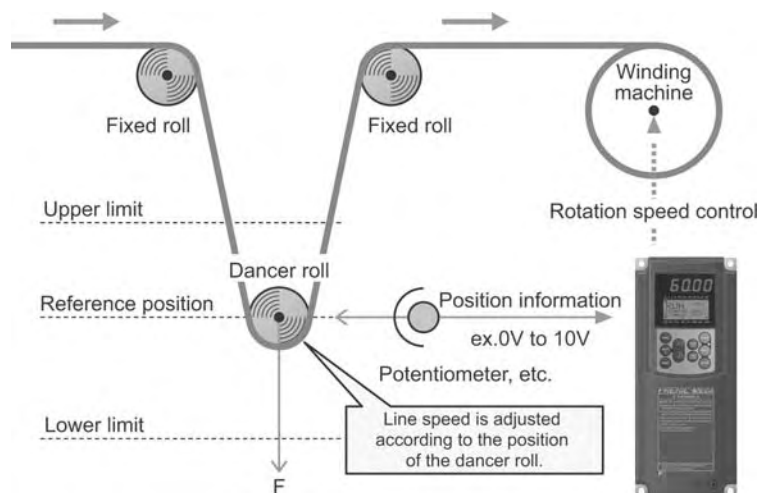 Winding
machine
Fixed roll
Fixed roll
Upper limit
Rotation speed control
Dancer roll
60.00
RUN
Reference position
Position information
ex.0V to 10V
Potentiometer, etc.
Line speed is adjusted
according to the position
of the dancer roll.
Lower limit
F